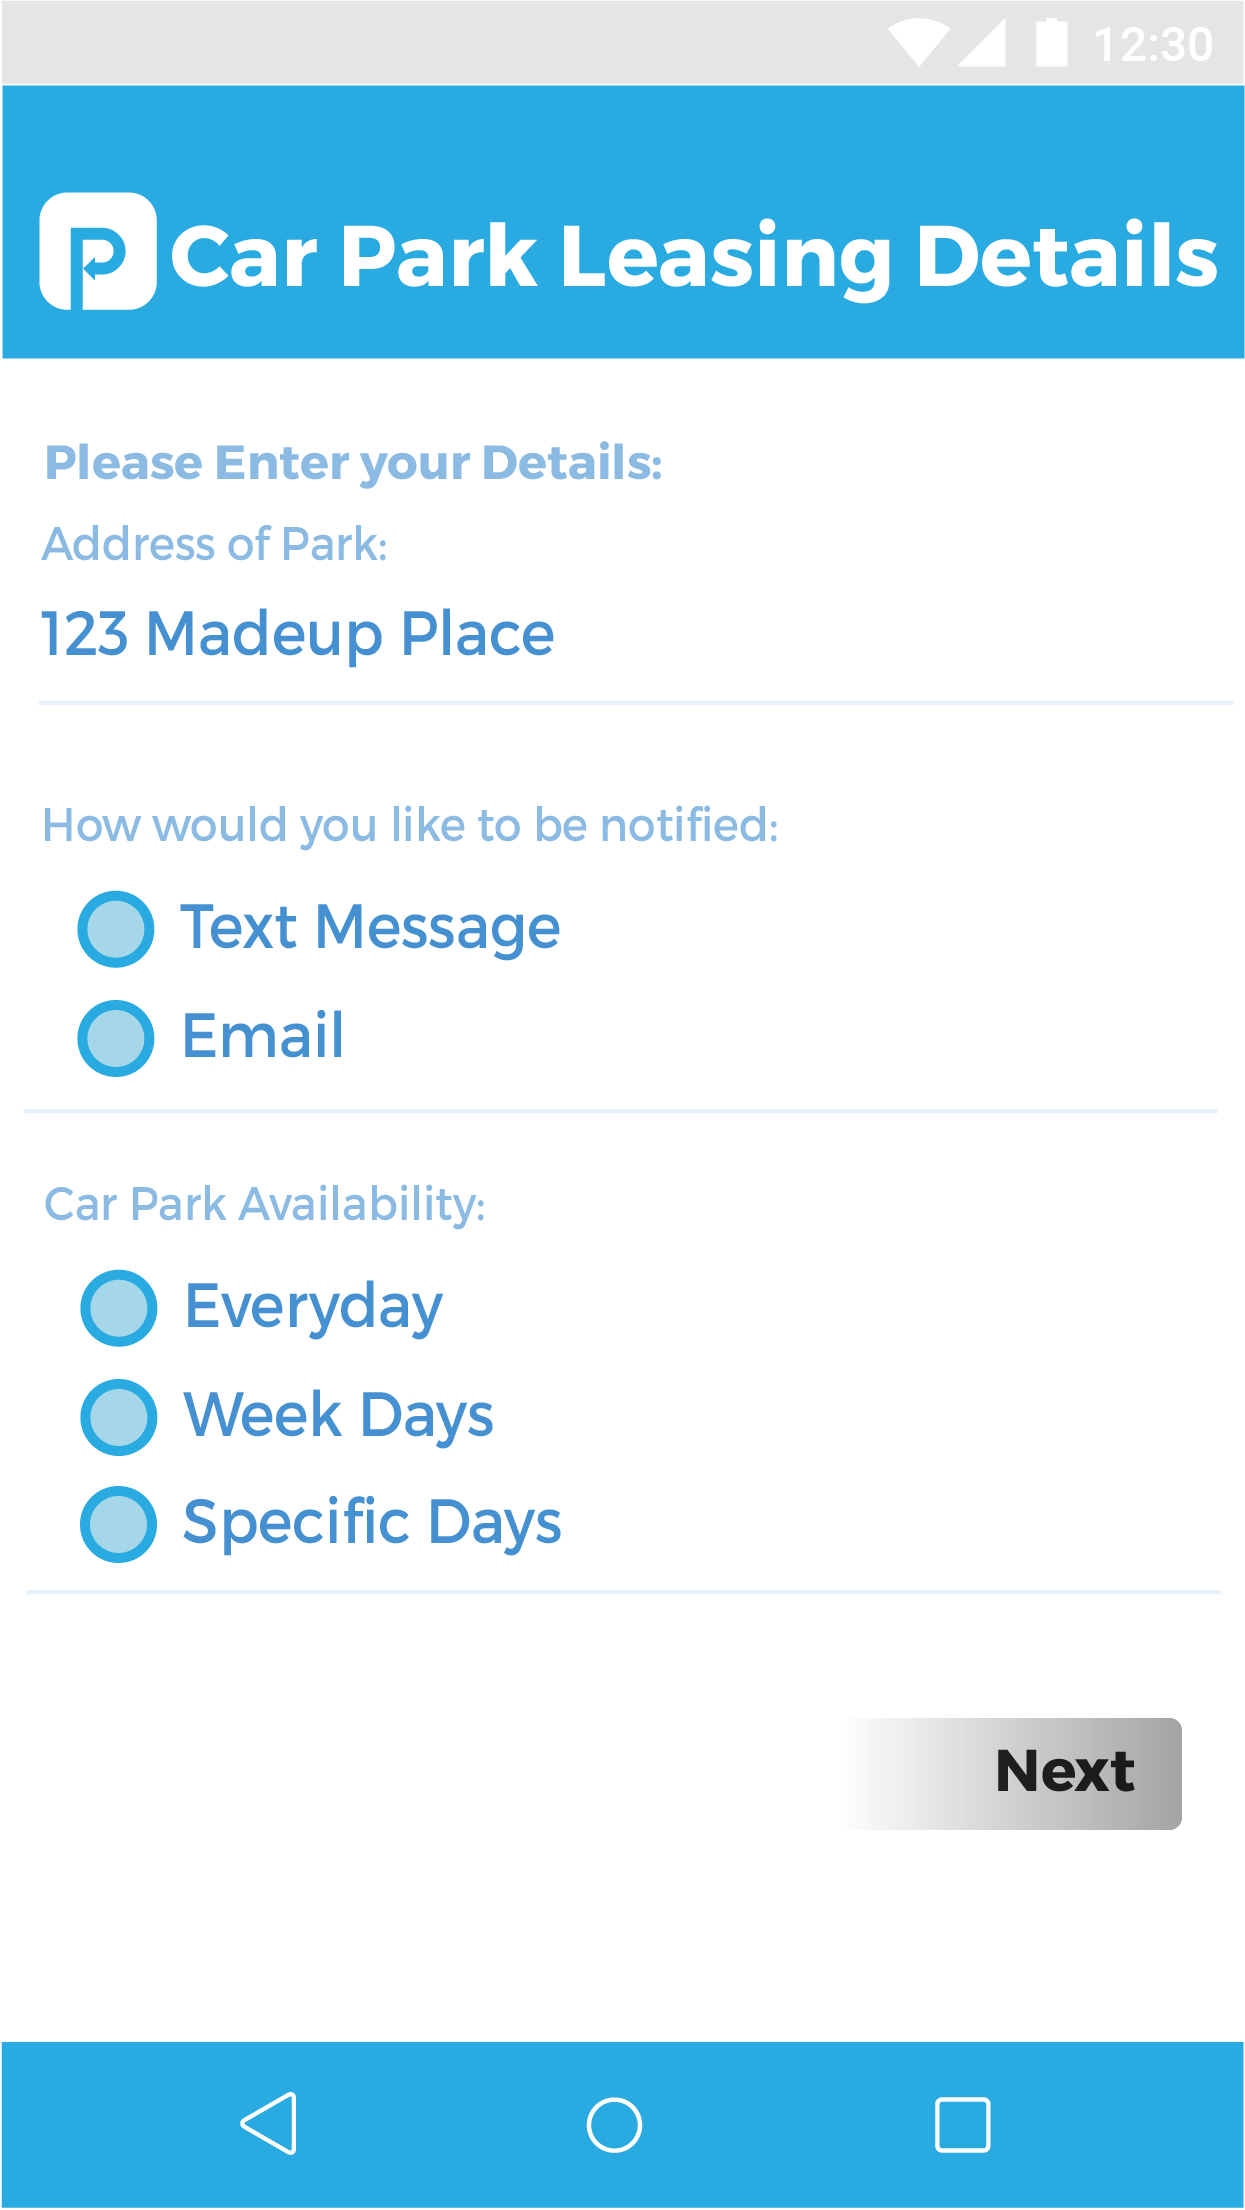 12:30
P Car Park Leasing Details
Please Enter your Details:
Address of Park:
123 Madeup Place
How would you like to be notified:
Text Message
Email
Car Park Availability:
Everyday
Week Days
Specific Days
Next